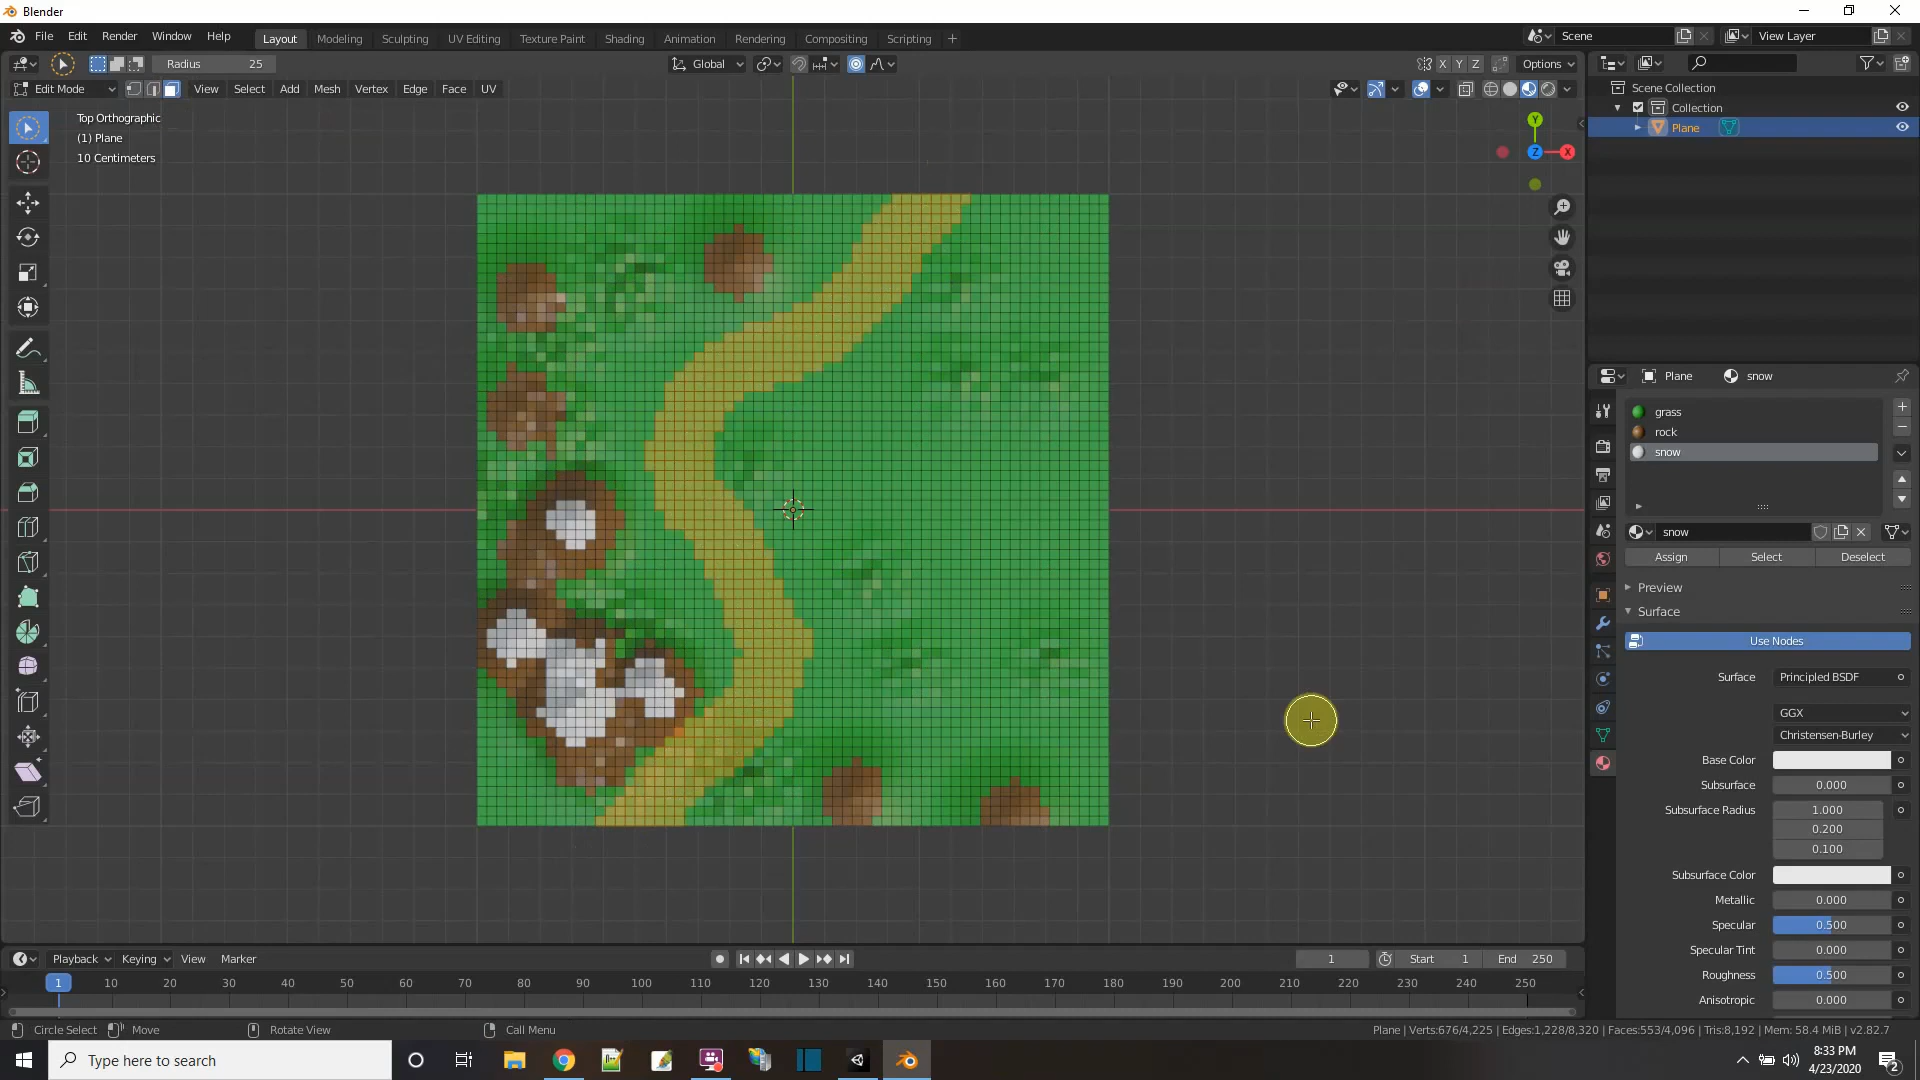 Blender
File Edit Render Window Help
Layout Modeling Sculpting UV Editing Texture Paint Shading Animation Rendering Compositing Scripting +
Scene
View Layer
Radius 25
Global
X Y Z
Options
Edit Mode
View Select Add Mesh Vertex Edge Face UV
Top Orthographic
(1) Plane
10 Centimeters
Y
Z
X
Scene Collection
Collection
Plane
Plane
snow
grass
rock
snow
snow
Assign Select Deselect
Preview
Surface
Use Nodes
Surface Principled BSDF
GGX
Christensen-Burley
Base Color
Subsurface 0.000
Subsurface Radius 1.000
0.200
0.100
Subsurface Color
Metallic 0.000
Specular 0.500
Specular Tint 0.000
Roughness 0.500
Anisotropic 0.000
Playback Keying View Marker
1
Start 1
End 250
1 10 20 30 40 50 60 70 80 90 100 110 120 130 140 150 160 170 180 190 200 210 220 230 240 250
Circle Select Move Rotate View Call Menu
Plane | Verts:676/4,225 | Edges:1,228/8,320 | Faces:553/4,096 | Tris:8,192 | Mem: 58.4 MiB | v2.82.7
Type here to search
8:33 PM
4/23/2020
2